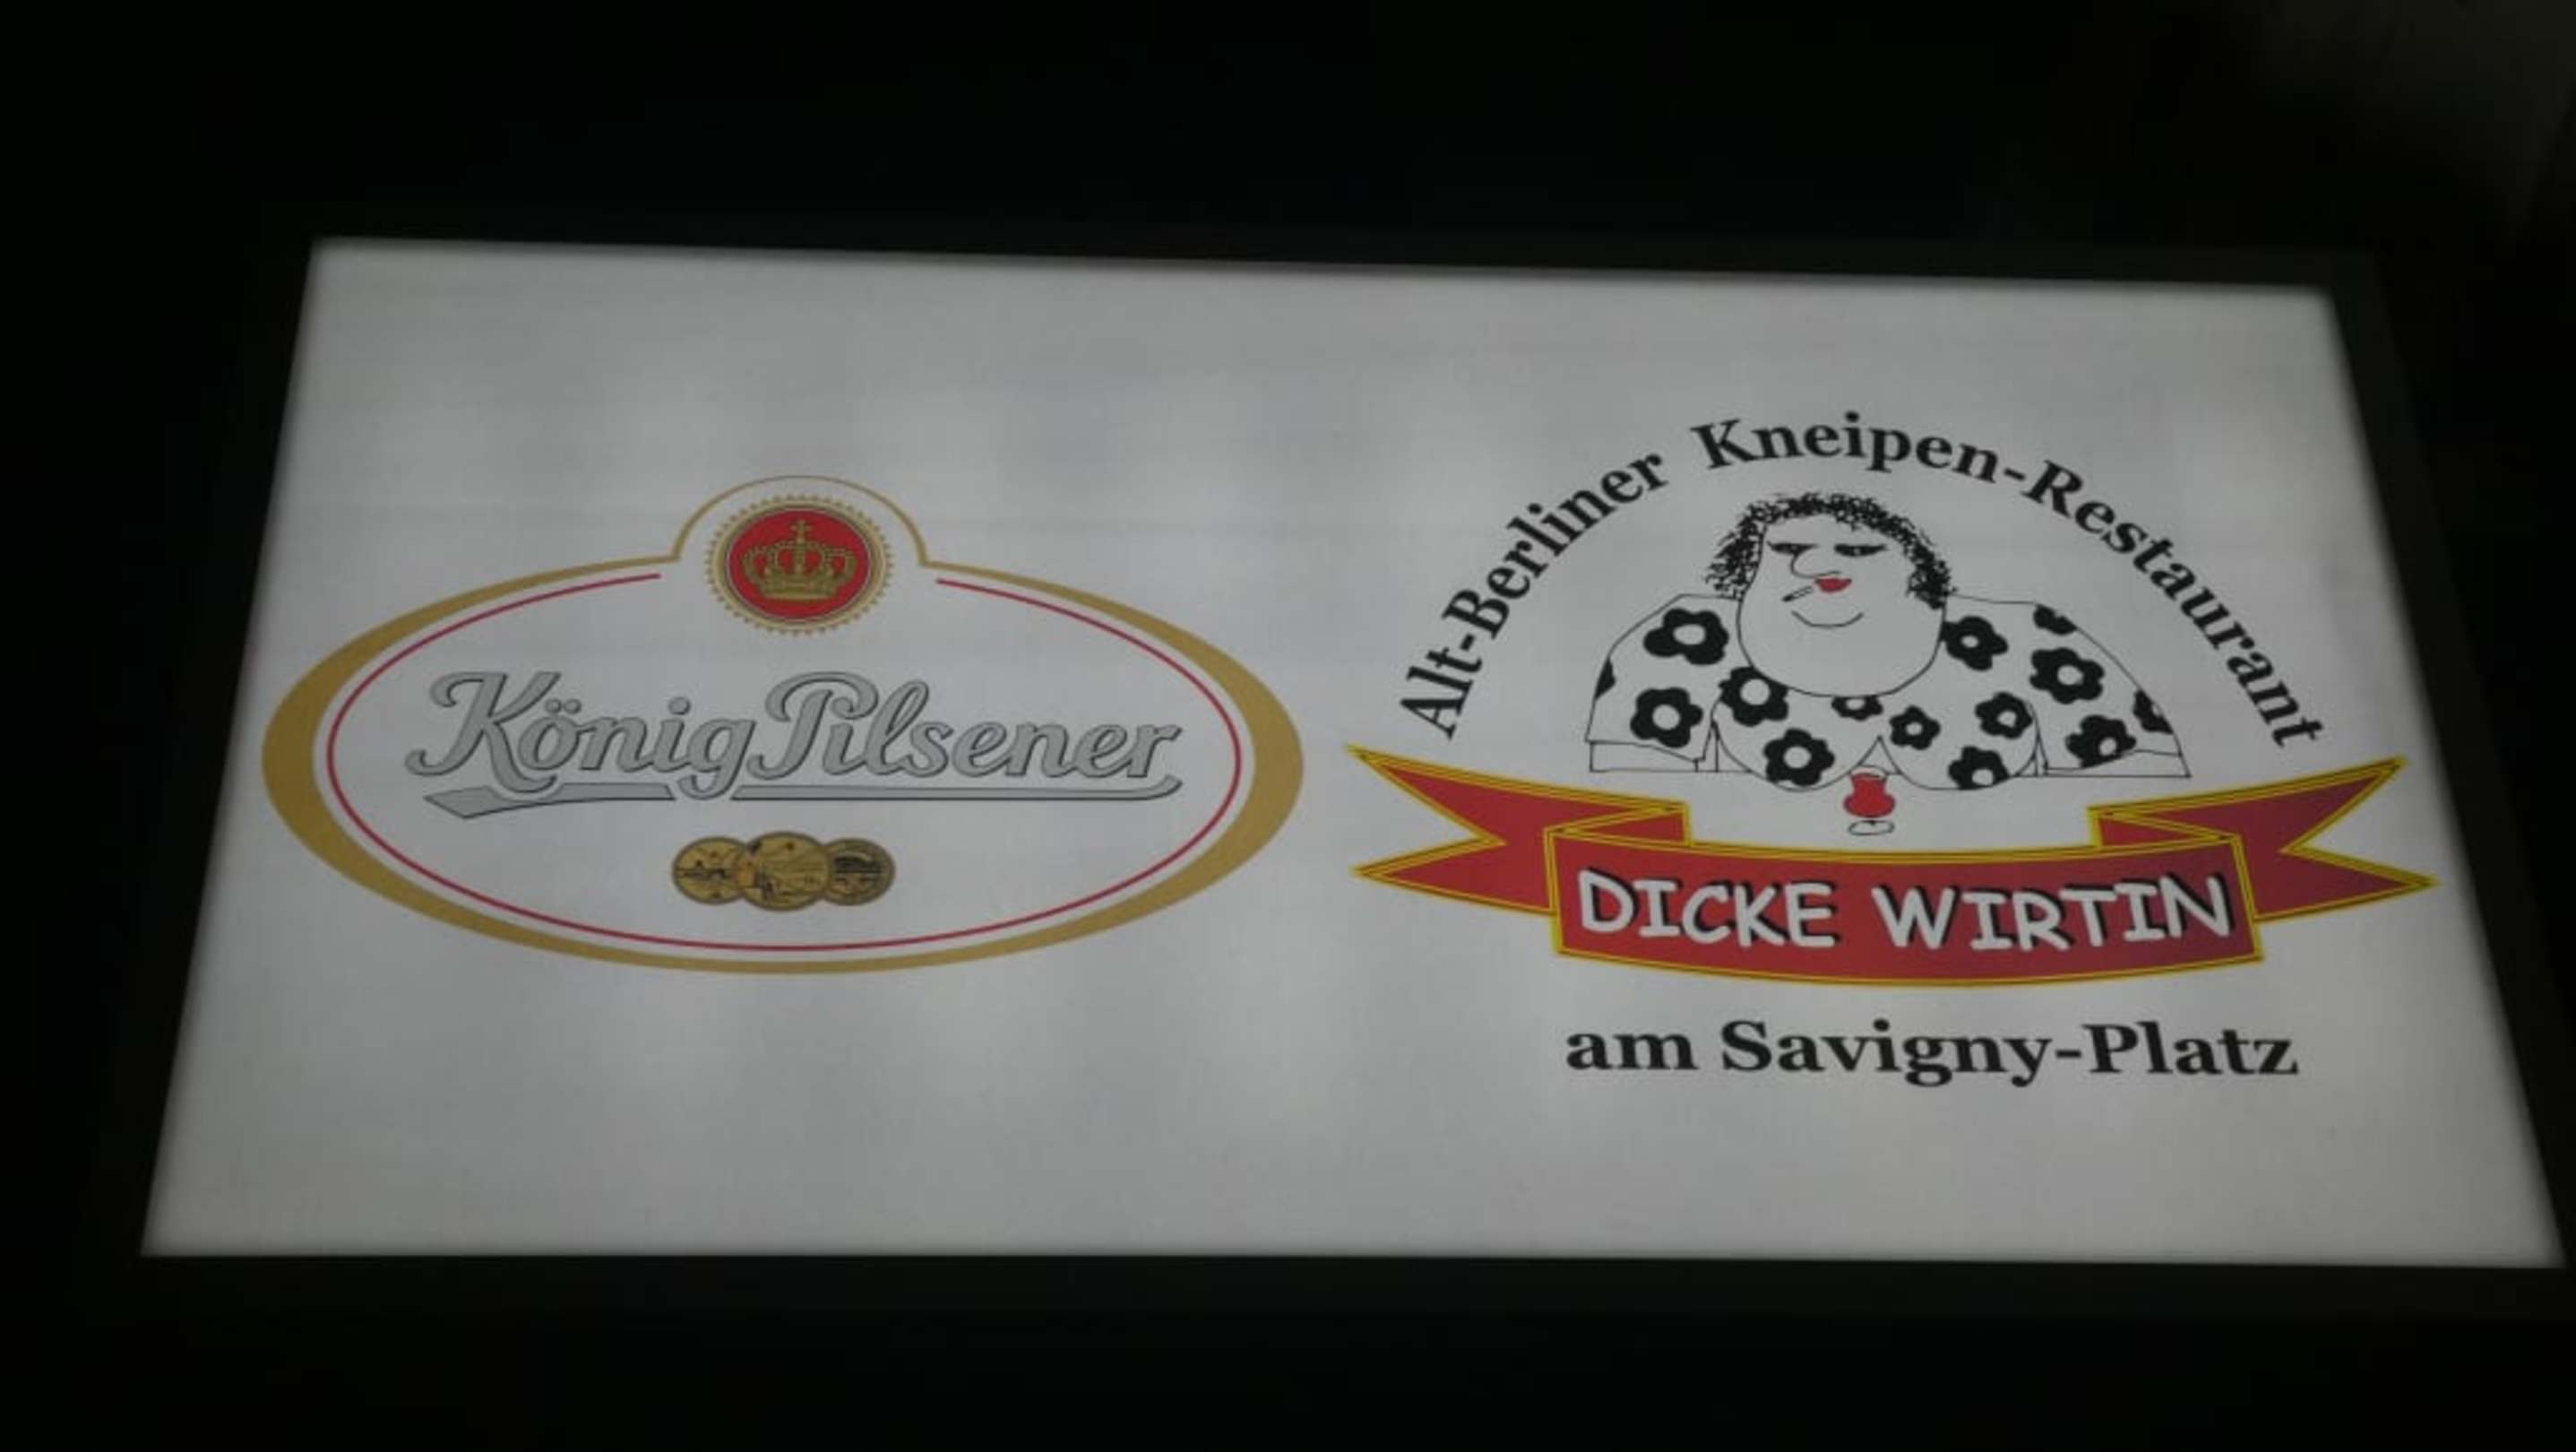 König Pilsener
Alt-Berliner Kneipen-Restaurant
DICKE WIRTIN
am Savigny-Platz